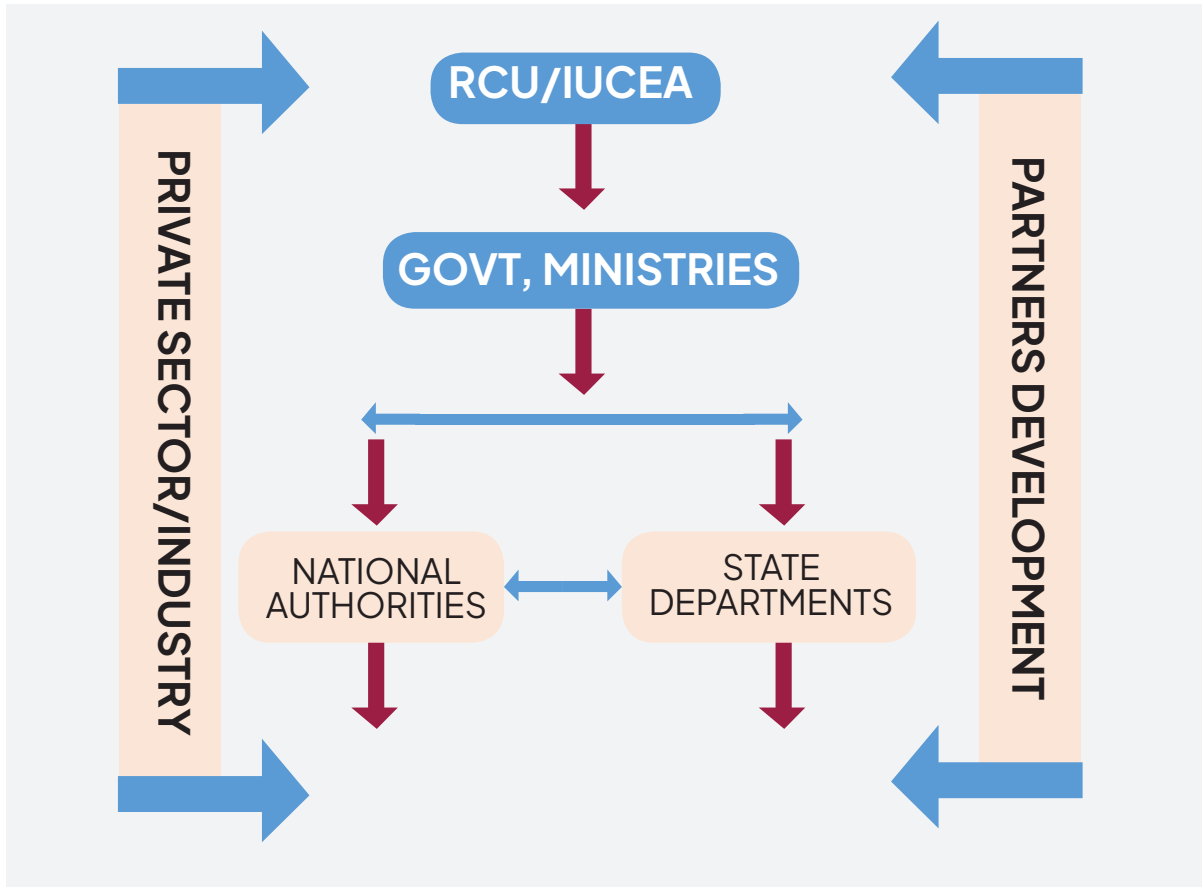 RCU/IUCEA
GOVT, MINISTRIES
PRIVATE SECTOR/INDUSTRY
PARTNERS DEVELOPMENT
NATIONAL
AUTHORITIES
STATE
DEPARTMENTS